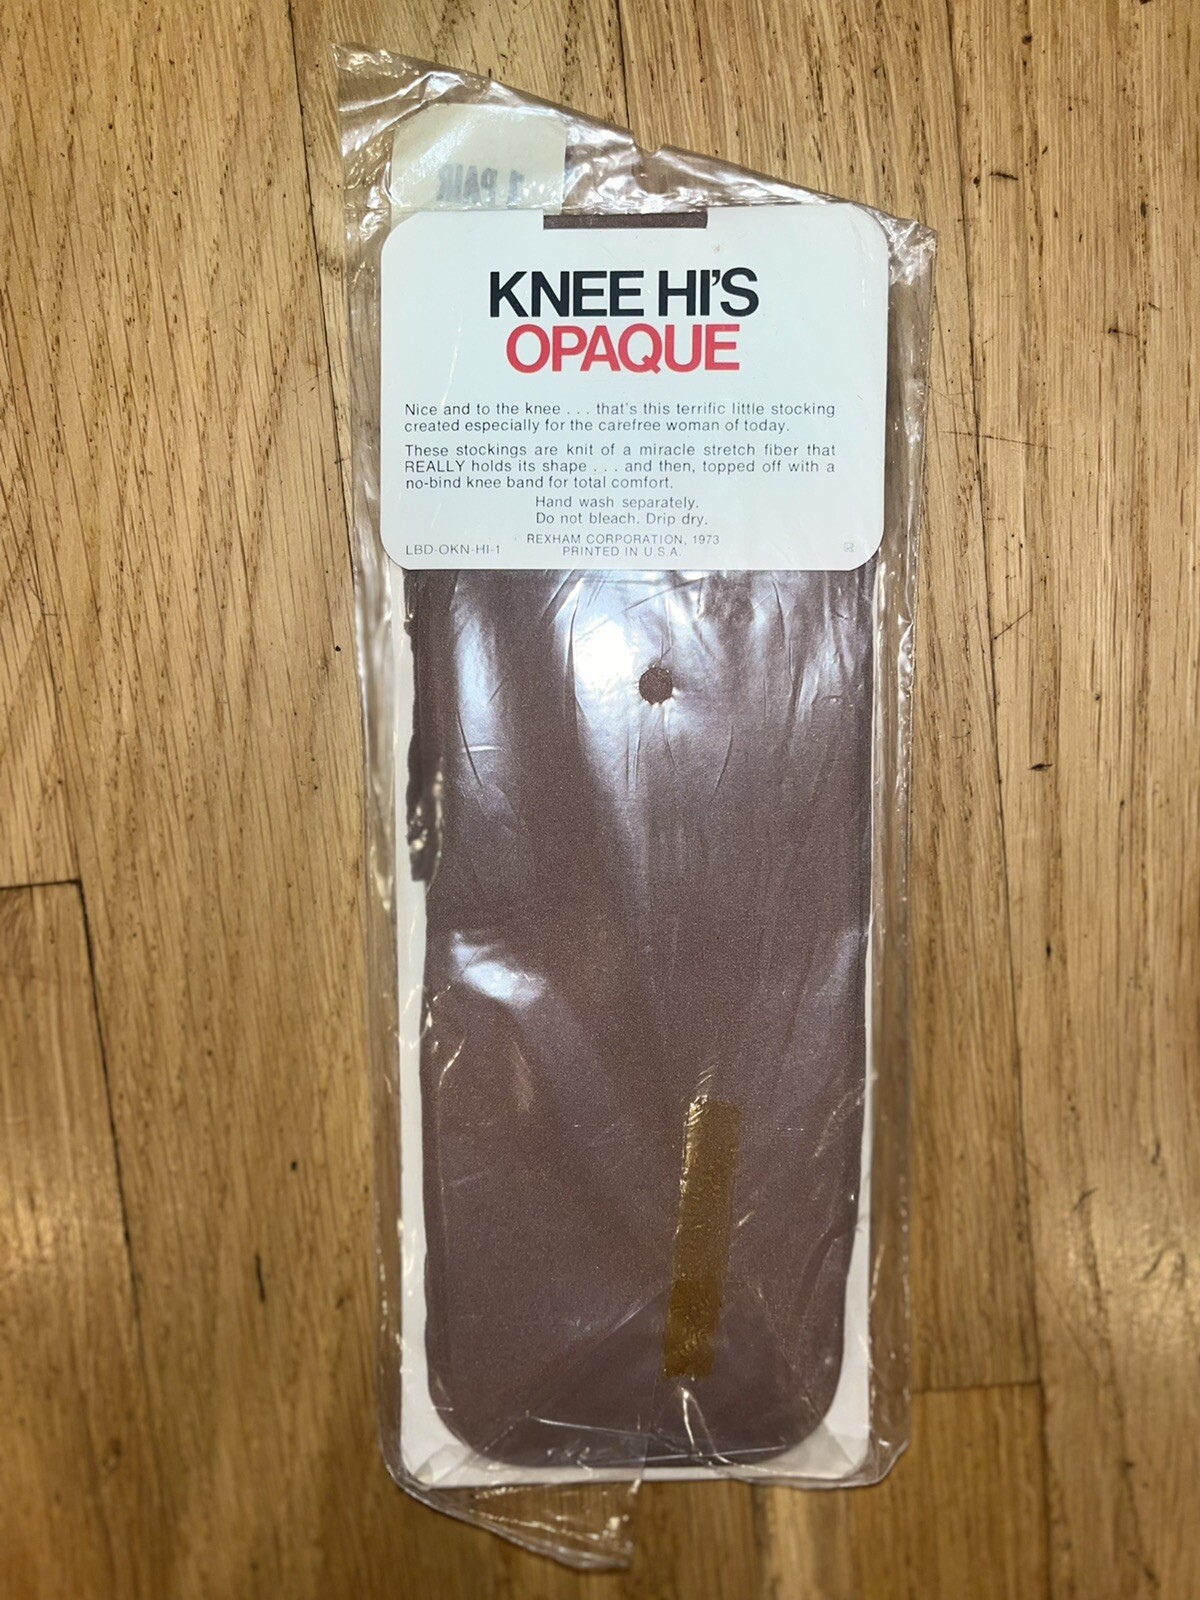 1 PAIR
KNEE HI'S
OPAQUE
Nice and to the knee . . . that's this terrific little stocking
created especially for the carefree woman of today.
These stockings are knit of a miracle stretch fiber that
REALLY holds its shape . . . and then, topped off with a
no-bind knee band for total comfort.
Hand wash separately.
Do not bleach. Drip dry.
REXHAM CORPORATION, 1973
LBD-OKN-HI-1 PRINTED IN U.S.A.